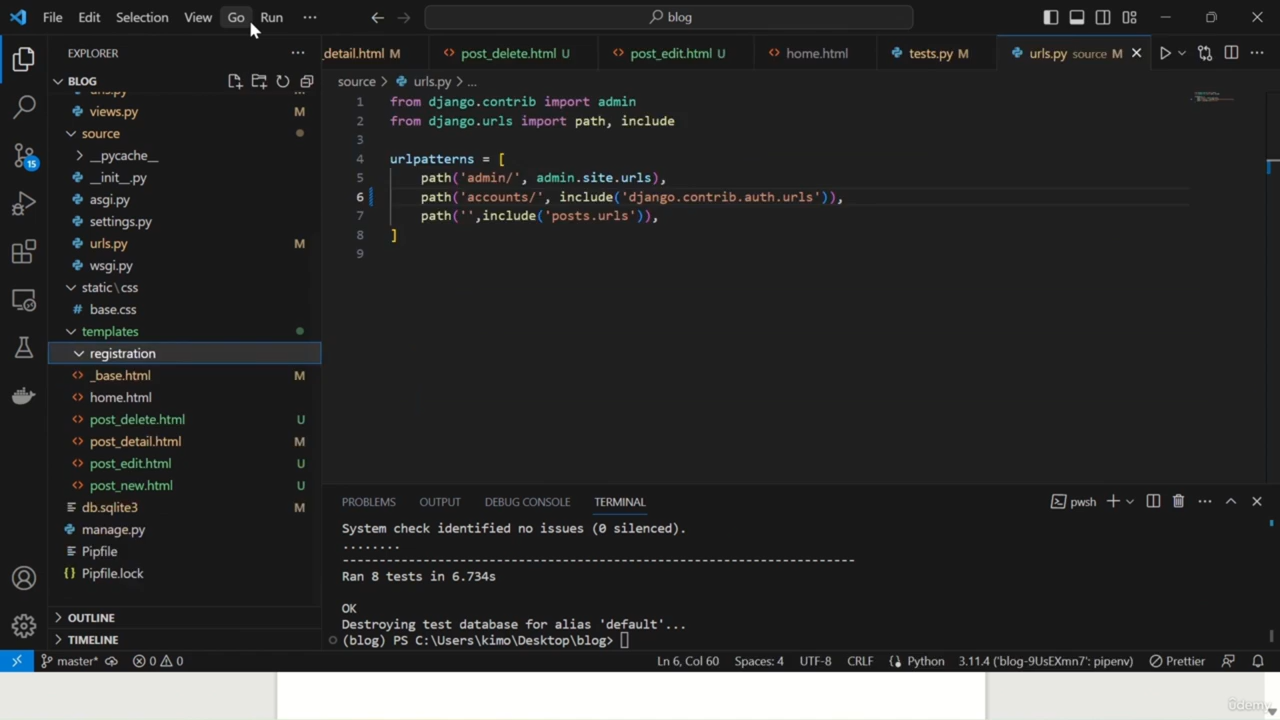 File Edit Selection View Go Run ··· blog
EXPLORER ···
detail.html M post_delete.html U post_edit.html U home.html tests.py M urls.py source M
BLOG
source > urls.py > ...
urls.py
views.py M
source
__pycache__
__init__.py
asgi.py
settings.py
urls.py M
wsgi.py
static\css
base.css
templates
registration
_base.html M
home.html
post_delete.html U
post_detail.html M
post_edit.html U
post_new.html U
db.sqlite3 M
manage.py
Pipfile
Pipfile.lock
OUTLINE
TIMELINE
15
1 from django.contrib import admin
2 from django.urls import path, include
3
4 urlpatterns = [
5 path('admin/', admin.site.urls),
6 path('accounts/', include('django.contrib.auth.urls')),
7 path('',include('posts.urls')),
8 ]
9
PROBLEMS OUTPUT DEBUG CONSOLE TERMINAL pwsh
System check identified no issues (0 silenced).
........
----------------------------------------------------------------------
Ran 8 tests in 6.734s
OK
Destroying test database for alias 'default'...
(blog) PS C:\Users\kimo\Desktop\blog>
master* 0 0 Ln 6, Col 60 Spaces: 4 UTF-8 CRLF Python 3.11.4 ('blog-9UsEXmn7': pipenv) Prettier
ûdemy